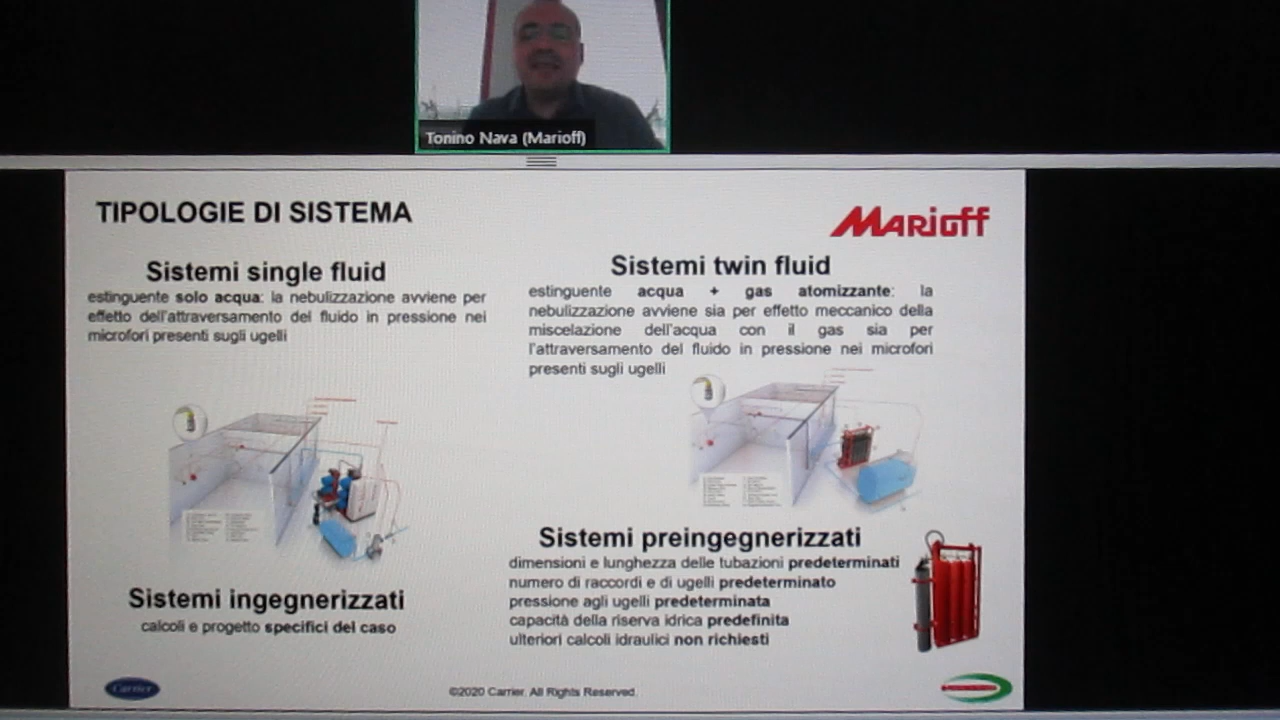 Tonino Nava (Marioff)
TIPOLOGIE DI SISTEMA
Marioff
Sistemi single fluid
estinguente solo acqua: la nebulizzazione avviene per
effetto dell'attraversamento del fluido in pressione nei
microfori presenti sugli ugelli
Sistemi twin fluid
estinguente acqua + gas atomizzante: la
nebulizzazione avviene sia per effetto meccanico della
miscelazione dell'acqua con il gas sia per
l'attraversamento del fluido in pressione nei microfori
presenti sugli ugelli
Sistemi ingegnerizzati
calcoli e progetto specifici del caso
Sistemi preingegnerizzati
dimensioni e lunghezza delle tubazioni predeterminati
numero di raccordi e di ugelli predeterminato
pressione agli ugelli predeterminata
capacità della riserva idrica predefinita
ulteriori calcoli idraulici non richiesti
Carrier
©2020 Carrier. All Rights Reserved.